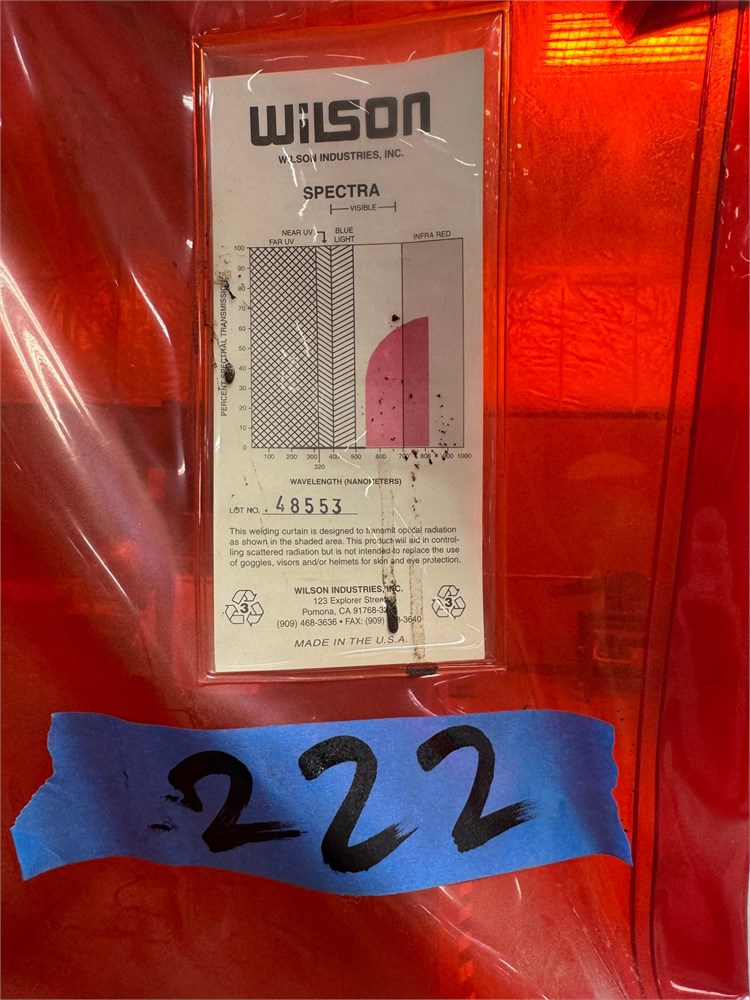 WILSON
WILSON INDUSTRIES, INC.
SPECTRA
VISIBLE
NEAR UV
BLUE
FAR UV
LIGHT
INFRA RED
PERCENT SPECTRAL TRANSMISSION
100
90
80
70
60
50
40
30
20
10
0
100 200 300 400 500 600 700 800 900 1000
320
WAVELENGTH (NANOMETERS)
LOT NO. 48553
This welding curtain is designed to transmit optical radiation
as shown in the shaded area. This product will aid in control-
ling scattered radiation but is not intended to replace the use
of goggles, visors and/or helmets for skin and eye protection.
WILSON INDUSTRIES, INC.
123 Explorer Street
Pomona, CA 91768-
(909) 468-3636 • FAX: (909) -3640
3
3
MADE IN THE U.S.A.
222